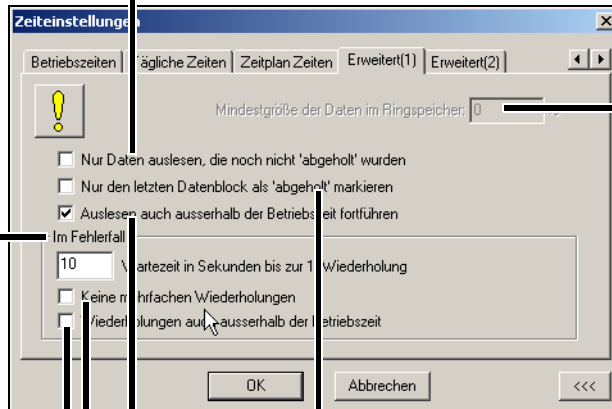 Zeiteinstellungen
Betriebszeiten Tägliche Zeiten Zeitplan Zeiten Erweitert(1) Erweitert(2)
Mindestgröße der Daten im Ringspeicher: 0 %
Nur Daten auslesen, die noch nicht 'abgeholt' wurden
Nur den letzten Datenblock als 'abgeholt' markieren
Auslesen auch ausserhalb der Betriebszeit fortführen
Im Fehlerfall
10 Wartezeit in Sekunden bis zur 1. Wiederholung
Keine mehrfachen Wiederholungen
Wiederholungen auch ausserhalb der Betriebszeit
OK Abbrechen <<<